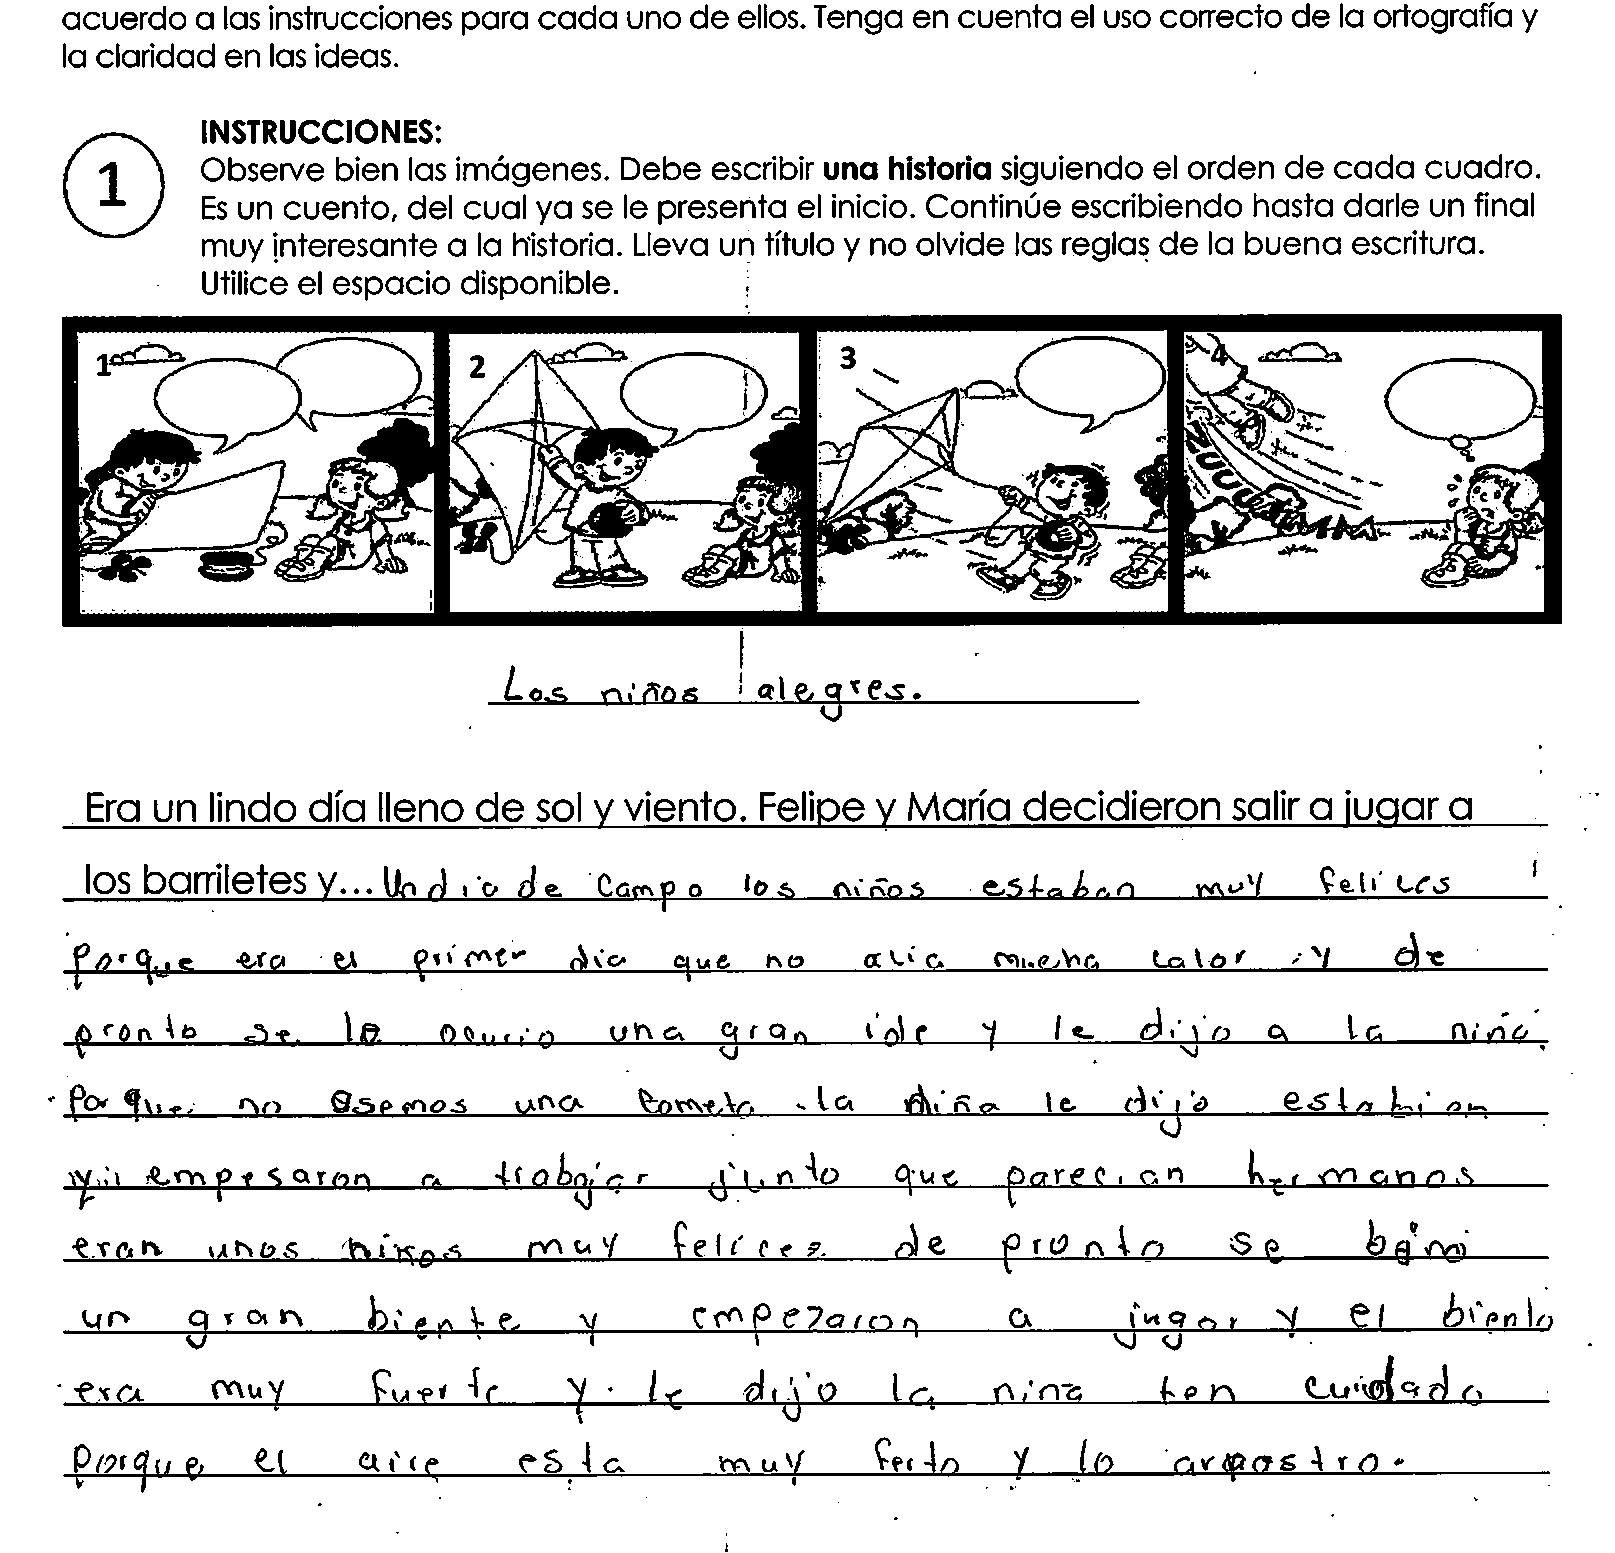 acuerdo a las instrucciones para cada uno de ellos. Tenga en cuenta el uso correcto de la ortografía y
la claridad en las ideas.
1
INSTRUCCIONES:
Observe bien las imágenes. Debe escribir una historia siguiendo el orden de cada cuadro.
Es un cuento, del cual ya se le presenta el inicio. Continúe escribiendo hasta darle un final
muy interesante a la historia. Lleva un título y no olvide las reglas de la buena escritura.
Utilice el espacio disponible.
1 2 3 4
ZUUUUMMM
Los niños alegres.
Era un lindo día lleno de sol y viento. Felipe y María decidieron salir a jugar a
los barriletes y... Un dia de campo los niños estaban muy felices
porque era el primer dia que no acia mucha calor y de
pronto se le ocurio una gran ide y le dijo a la niña.
Porque no asemos una cometa .la niña le dijo esta bien
y empesaron a trabajar junto que parecian hermanos
eran unos niños muy felices de pronto se
un gran biente y empezaron a jugar y el biento
era muy fuerte y le dijo la nina ten cuidado
porque el aire esta muy ferto y lo arrastro.